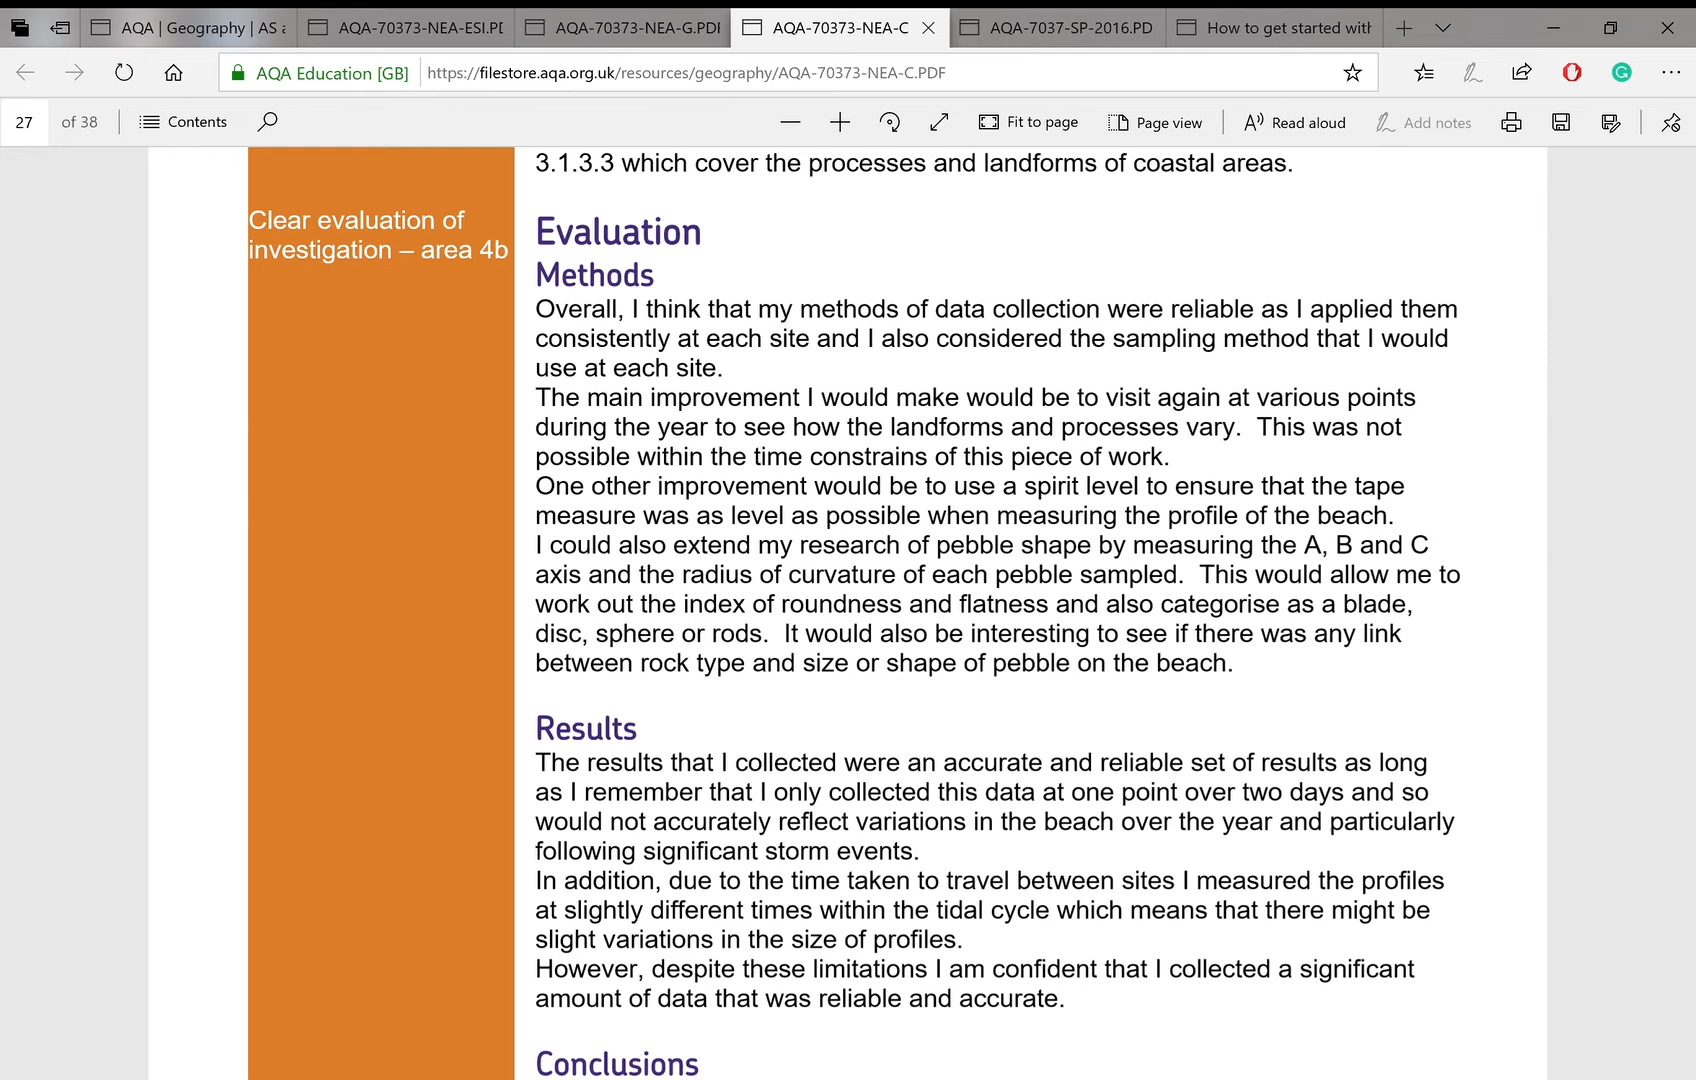 AQA | Geography | AS a
AQA-70373-NEA-ESI.PD
AQA-70373-NEA-G.PDF
AQA-70373-NEA-C
AQA-7037-SP-2016.PD
How to get started with
AQA Education [GB]
https://filestore.aqa.org.uk/resources/geography/AQA-70373-NEA-C.PDF
27 of 38
Contents
Fit to page
Page view
Read aloud
Add notes
3.1.3.3 which cover the processes and landforms of coastal areas.
Clear evaluation of
investigation – area 4b
Evaluation
Methods
Overall, I think that my methods of data collection were reliable as I applied them
consistently at each site and I also considered the sampling method that I would
use at each site.
The main improvement I would make would be to visit again at various points
during the year to see how the landforms and processes vary.  This was not
possible within the time constrains of this piece of work.
One other improvement would be to use a spirit level to ensure that the tape
measure was as level as possible when measuring the profile of the beach.
I could also extend my research of pebble shape by measuring the A, B and C
axis and the radius of curvature of each pebble sampled.  This would allow me to
work out the index of roundness and flatness and also categorise as a blade,
disc, sphere or rods.  It would also be interesting to see if there was any link
between rock type and size or shape of pebble on the beach.
Results
The results that I collected were an accurate and reliable set of results as long
as I remember that I only collected this data at one point over two days and so
would not accurately reflect variations in the beach over the year and particularly
following significant storm events.
In addition, due to the time taken to travel between sites I measured the profiles
at slightly different times within the tidal cycle which means that there might be
slight variations in the size of profiles.
However, despite these limitations I am confident that I collected a significant
amount of data that was reliable and accurate.
Conclusions